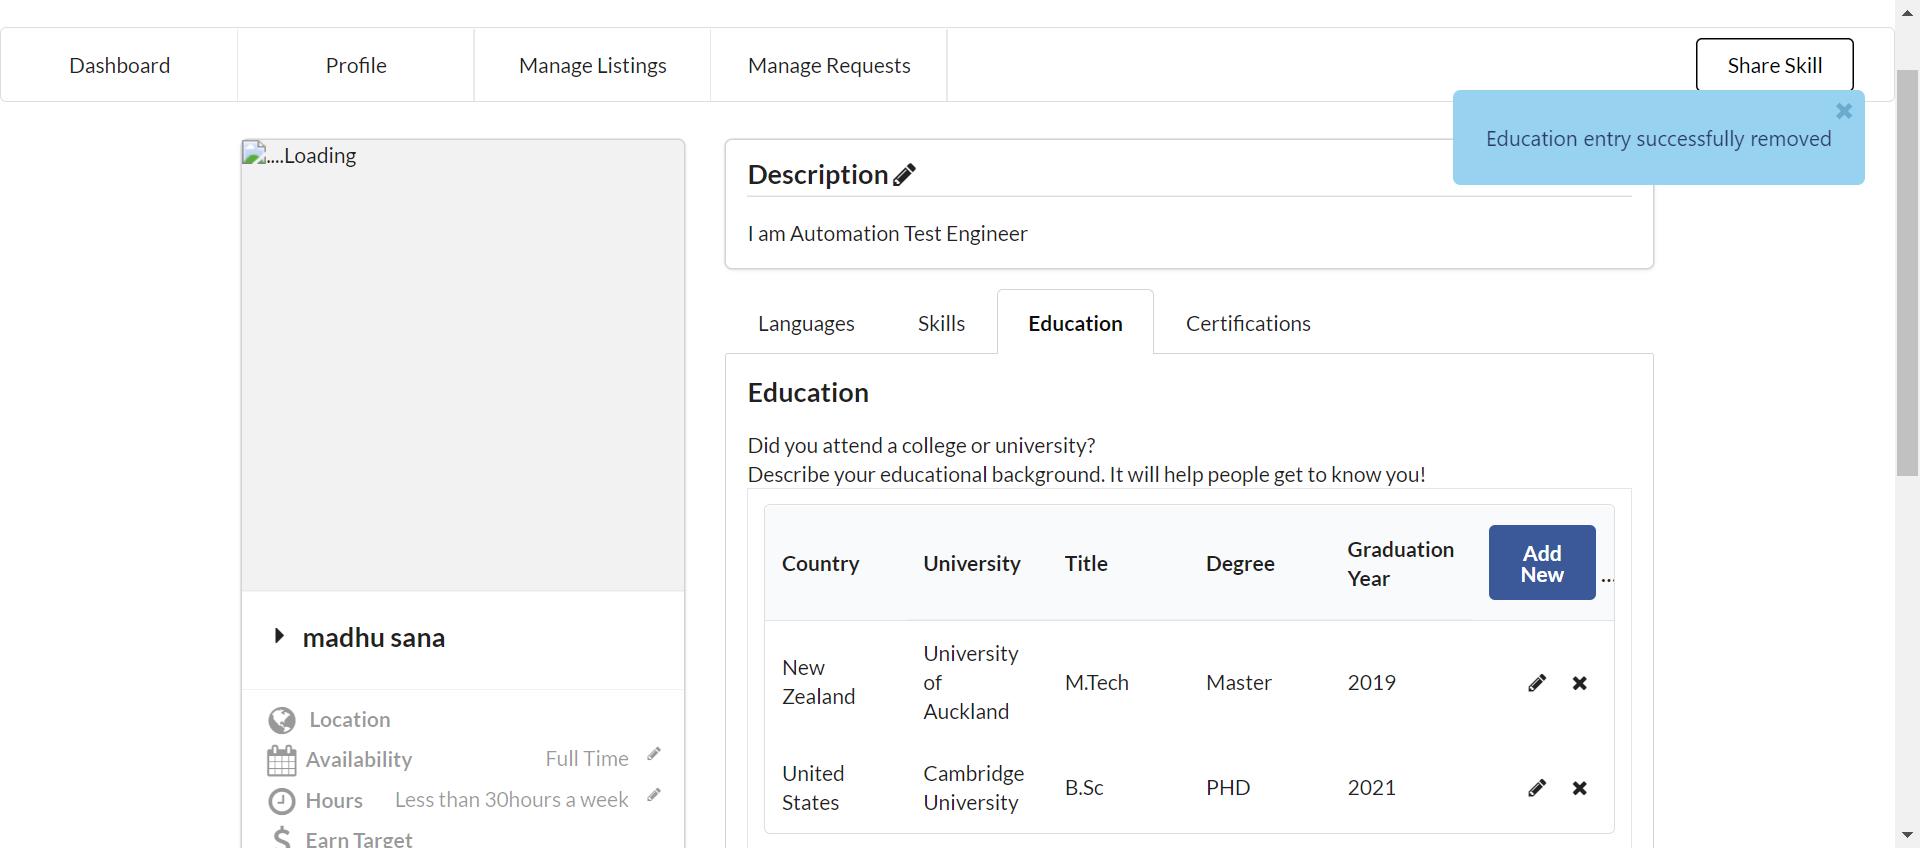 Dashboard
Profile
Manage Listings
Manage Requests
Share Skill
Education entry successfully removed
....Loading
Description
I am Automation Test Engineer
Languages
Skills
Education
Certifications
Education
Did you attend a college or university?
Describe your educational background. It will help people get to know you!
Country
University
Title
Degree
Graduation
Year
Add
New
...
New
Zealand
University
of
Auckland
M.Tech
Master
2019
United
States
Cambridge
University
B.Sc
PHD
2021
madhu sana
Location
Availability
Full Time
Hours
Less than 30hours a week
Earn Target